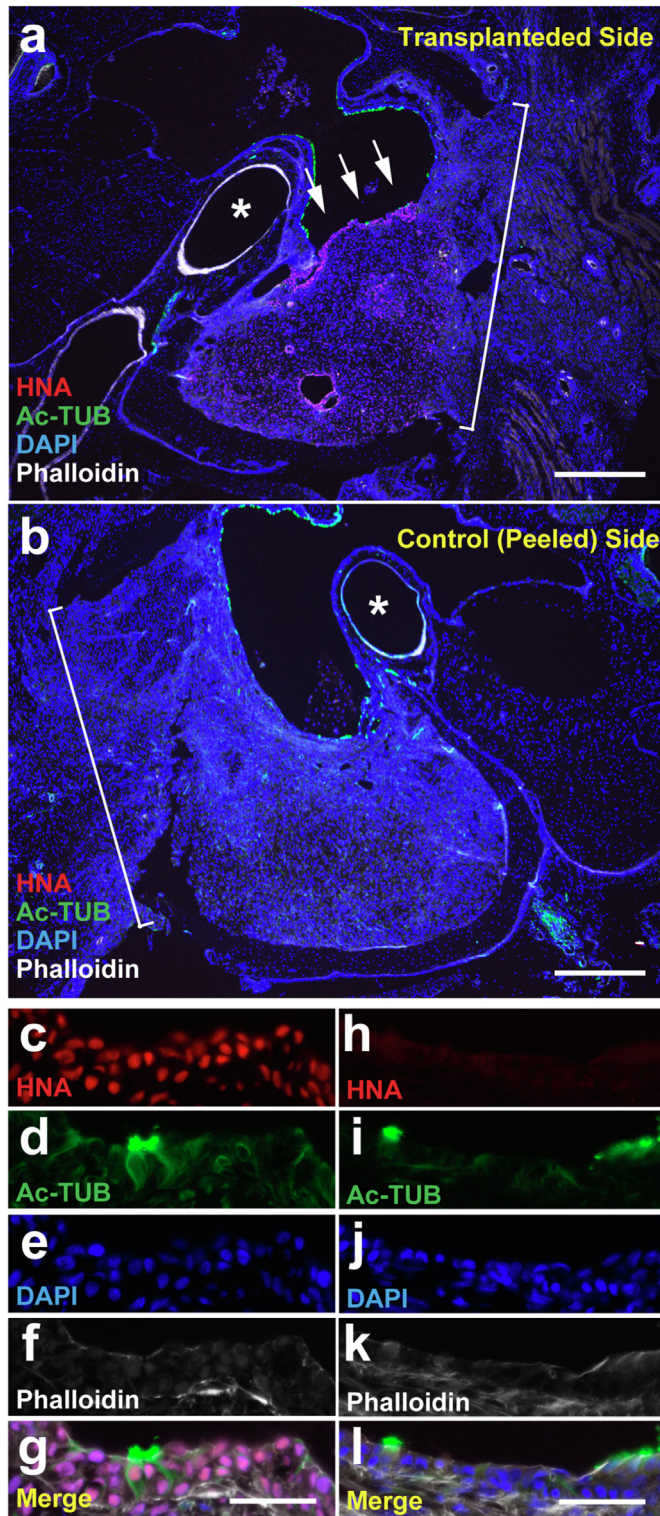 a
Transplanteded Side
*
HNA
Ac-TUB
DAPI
Phalloidin
b
Control (Peeled) Side
*
HNA
Ac-TUB
DAPI
Phalloidin
c
HNA
h
HNA
d
Ac-TUB
i
Ac-TUB
e
DAPI
j
DAPI
f
Phalloidin
k
Phalloidin
g
Merge
l
Merge